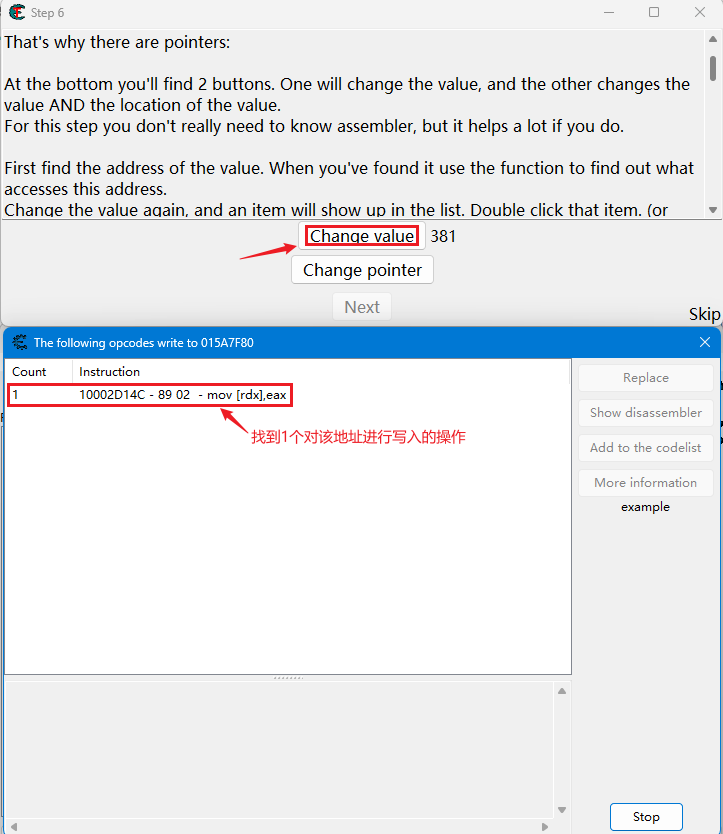 Step 6
That's why there are pointers:
At the bottom you'll find 2 buttons. One will change the value, and the other changes the
value AND the location of the value.
For this step you don't really need to know assembler, but it helps a lot if you do.
First find the address of the value. When you've found it use the function to find out what
accesses this address.
Change the value again, and an item will show up in the list. Double click that item. (or
Change value 381
Change pointer
Next
Skip
The following opcodes write to 015A7F80
Count Instruction
1 10002D14C - 89 02 - mov [rdx],eax
找到1个对该地址进行写入的操作
Replace
Show disassembler
Add to the codelist
More information
example
Stop